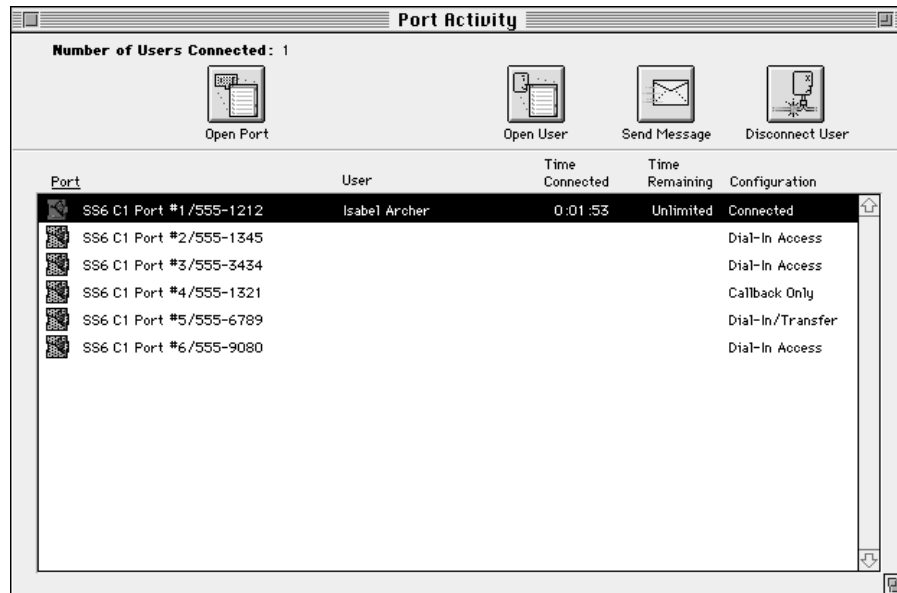 Port Activity
Number of Users Connected: 1
Open Port
Open User
Send Message
Disconnect User
Port User Time Connected Time Remaining Configuration
SS6 C1 Port #1/555-1212 Isabel Archer 0:01:53 Unlimited Connected
SS6 C1 Port #2/555-1345 Dial-In Access
SS6 C1 Port #3/555-3434 Dial-In Access
SS6 C1 Port #4/555-1321 Callback Only
SS6 C1 Port #5/555-6789 Dial-In/Transfer
SS6 C1 Port #6/555-9080 Dial-In Access